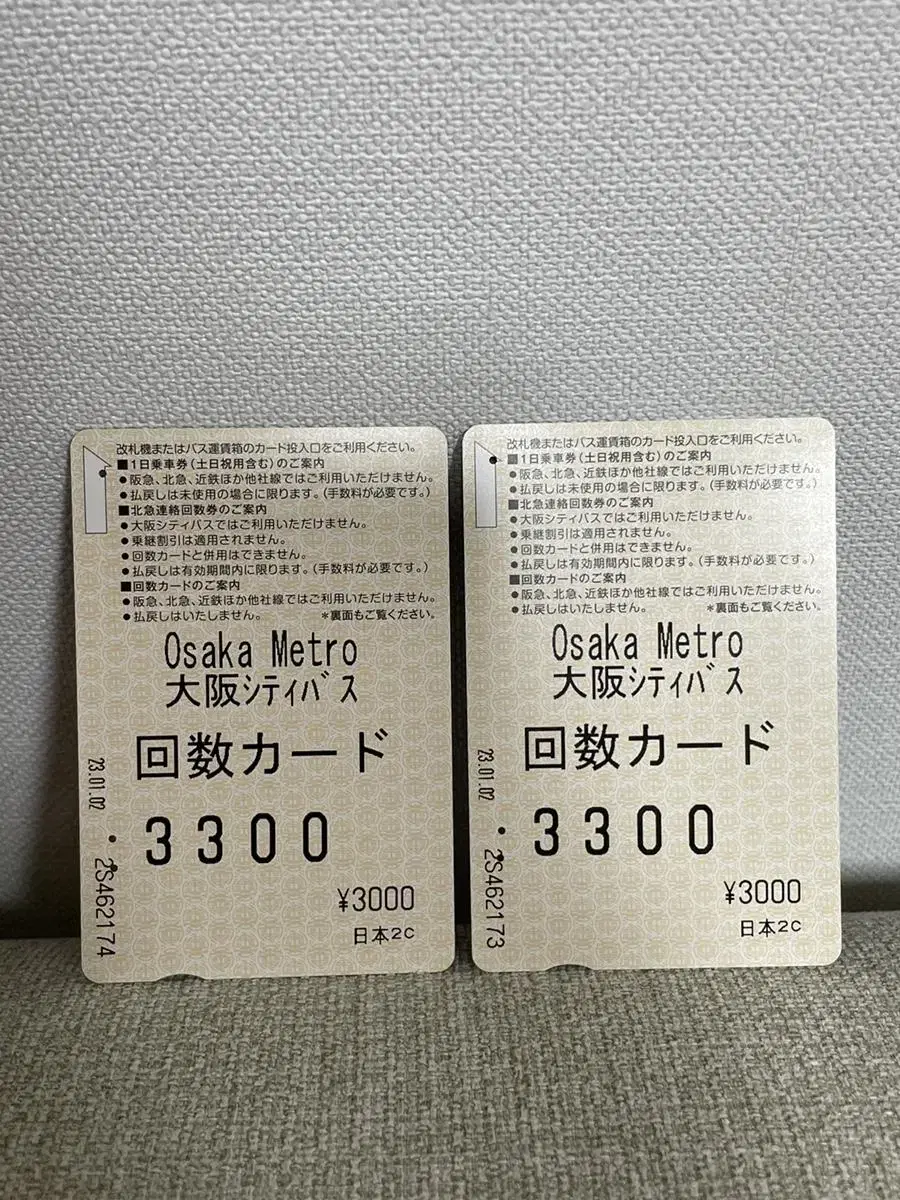 改札機またはバス運賃箱のカード投入口をご利用ください。
■1日乗車券(土日祝用含む)のご案内
●阪急、北急、近鉄ほか他社線ではご利用いただけません。
●払戻しは未使用の場合に限ります。(手数料が必要です。)
■北急連絡回数券のご案内
●大阪シティバスではご利用いただけません。
●乗継割引は適用されません。
●回数カードと併用はできません。
●払戻しは有効期間内に限ります。(手数料が必要です。)
■回数カードのご案内
●阪急、北急、近鉄ほか他社線ではご利用いただけません。
●払戻しはいたしません。 *裏面もご覧ください。
Osaka Metro
大阪シティバス
回数カード
3300
¥3000
日本2C
23.01.02
2S462174
改札機またはバス運賃箱のカード投入口をご利用ください。
■1日乗車券(土日祝用含む)のご案内
●阪急、北急、近鉄ほか他社線ではご利用いただけません。
●払戻しは未使用の場合に限ります。(手数料が必要です。)
■北急連絡回数券のご案内
●大阪シティバスではご利用いただけません。
●乗継割引は適用されません。
●回数カードと併用はできません。
●払戻しは有効期間内に限ります。(手数料が必要です。)
■回数カードのご案内
●阪急、北急、近鉄ほか他社線ではご利用いただけません。
●払戻しはいたしません。 *裏面もご覧ください。
Osaka Metro
大阪シティバス
回数カード
3300
¥3000
日本2C
23.01.02
2S462173